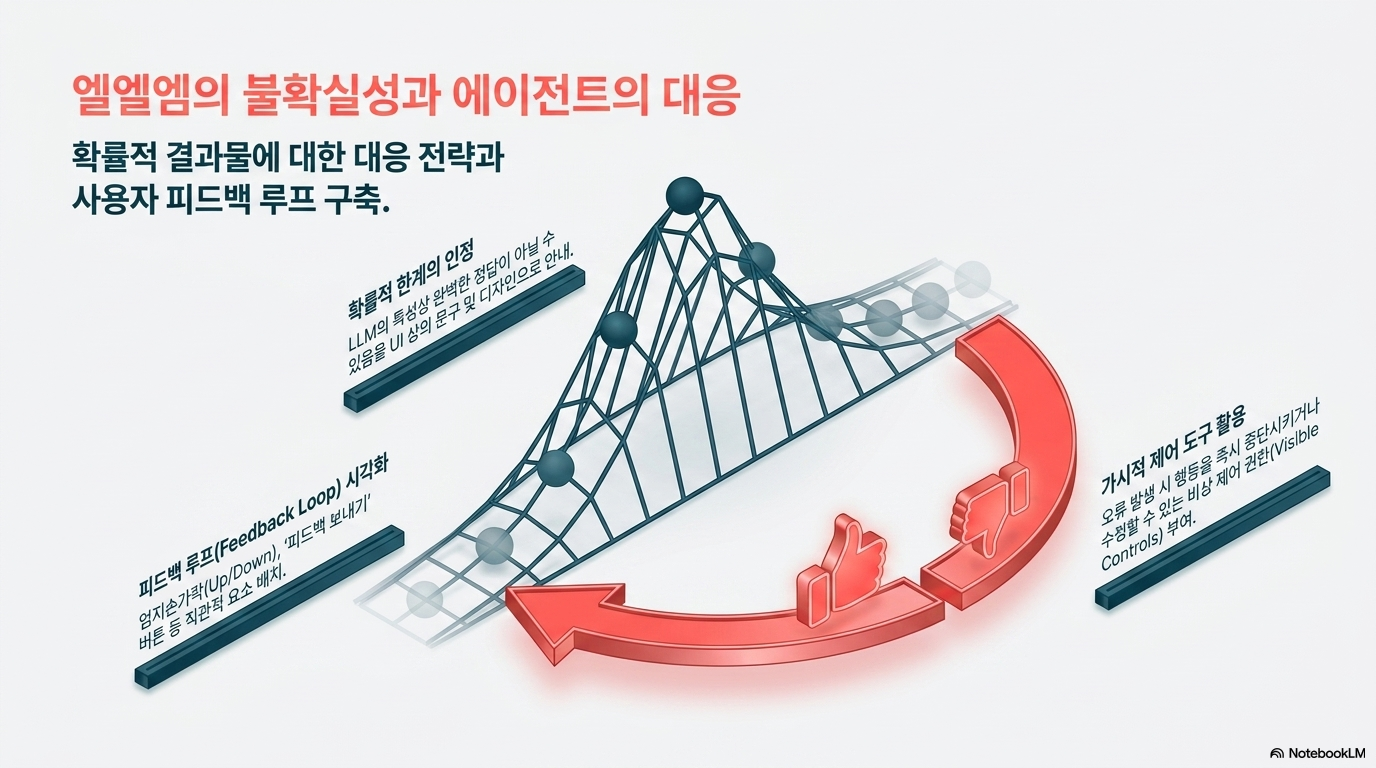 엘엘엠의 불확실성과 에이전트의 대응
확률적 결과물에 대한 대응 전략과
사용자 피드백 루프 구축.
확률적 한계의 인정
LLM의 특성상 완벽한 정답이 아닐 수
있음을 UI 상의 문구 및 디자인으로 안내.
피드백 루프(Feedback Loop) 시각화
엄지손가락(Up/Down), '피드백 보내기'
버튼 등 직관적 요소 배치.
가시적 제어 도구 활용
오류 발생 시 행동을 즉시 중단시키거나
수정할 수 있는 비상 제어 권한(Visible
Controls) 부여.
NotebookLM